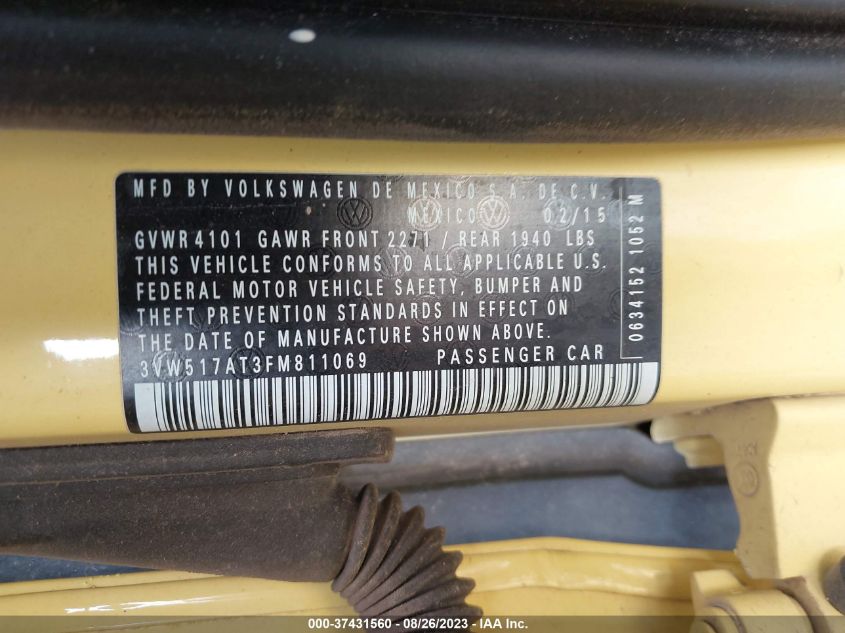 MFD BY VOLKSWAGEN DE MEXICO S.A. DE C.V.
MEXICO 02/15
GVWR 4101 GAWR FRONT 2271 / REAR 1940 LBS
THIS VEHICLE CONFORMS TO ALL APPLICABLE U.S.
FEDERAL MOTOR VEHICLE SAFETY, BUMPER AND
THEFT PREVENTION STANDARDS IN EFFECT ON
THE DATE OF MANUFACTURE SHOWN ABOVE.
3VW517AT3FM811069 PASSENGER CAR
0634152 1052 M
000-37431560 - 08/26/2023 - IAA Inc.